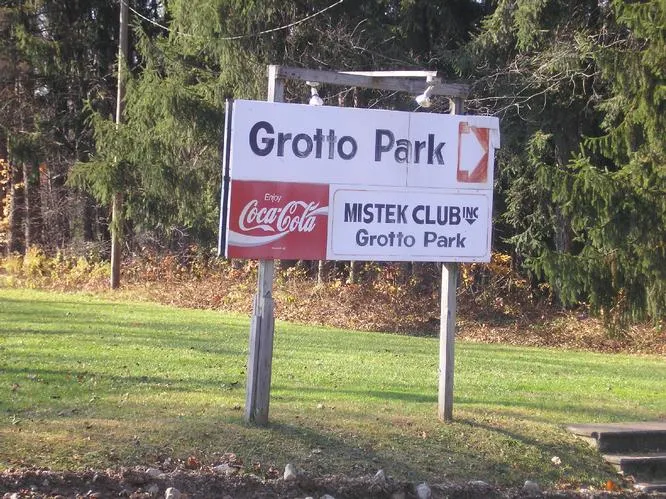 Grotto Park
Enjoy
Coca-Cola
MISTEK CLUB INC
Grotto Park